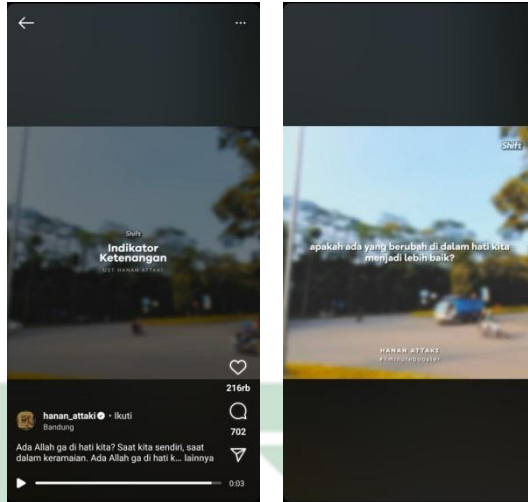 Shift
Indikator
Ketenangan
UST HANAN ATTAKI
216rb
hanan_attaki • Ikuti
Bandung
702
Ada Allah ga di hati kita? Saat kita sendiri, saat
dalam keramaian. Ada Allah ga di hati k... lainnya
0:03
Shift
apakah ada yang berubah di dalam hati kita
menjadi lebih baik?
HANAN ATTAKI
#1minutebooster